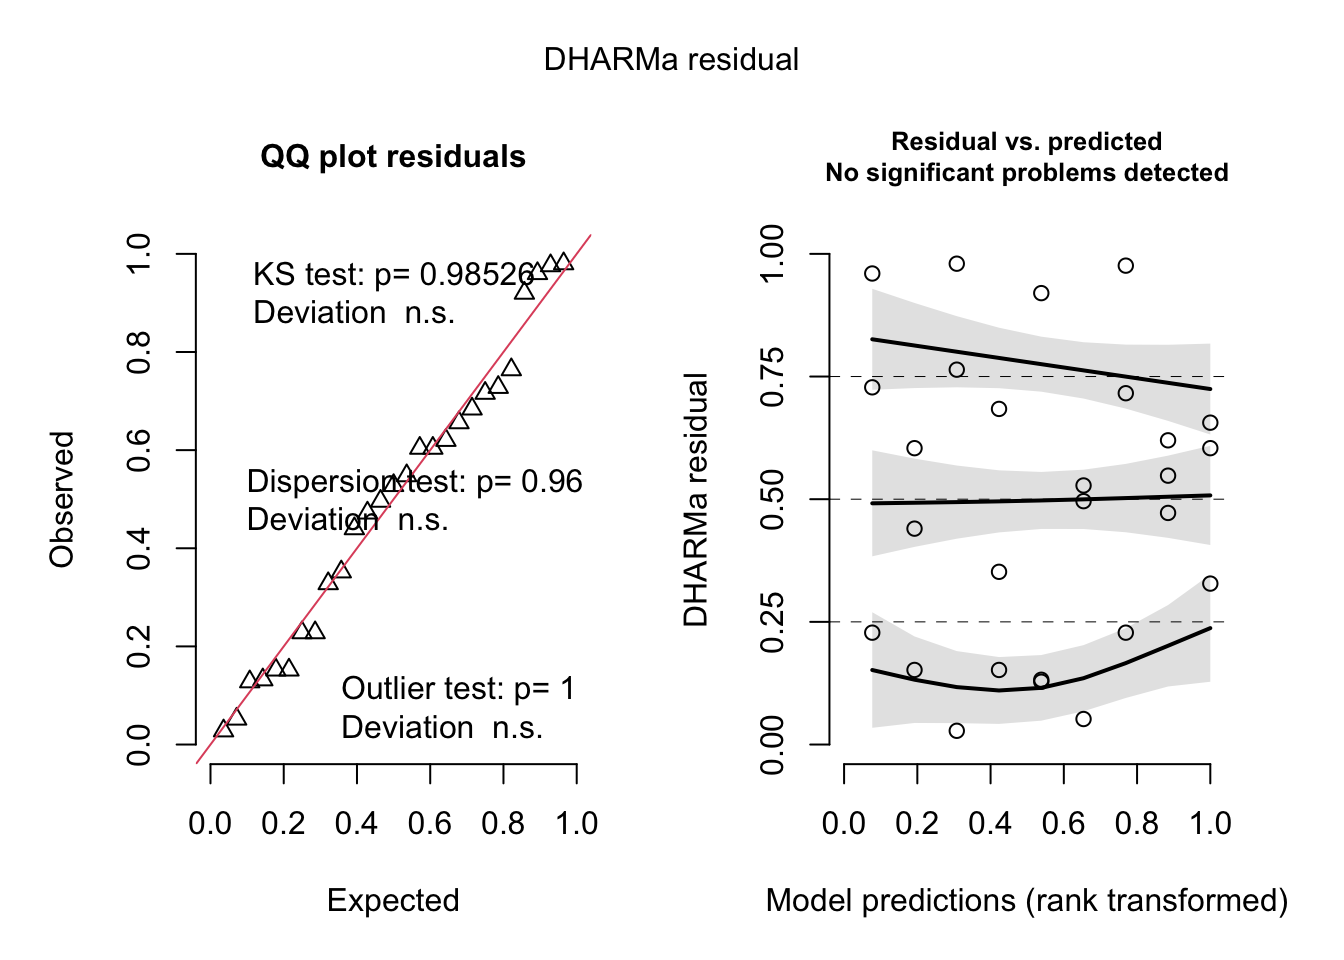 DHARMa residual
QQ plot residuals
KS test: p= 0.98526
Deviation  n.s.
Dispersion test: p= 0.96
Deviation  n.s.
Outlier test: p= 1
Deviation  n.s.
Observed
0.0 0.2 0.4 0.6 0.8 1.0
0.0 0.2 0.4 0.6 0.8 1.0
Expected
Residual vs. predicted
No significant problems detected
DHARMa residual
0.00 0.25 0.50 0.75 1.00
0.0 0.2 0.4 0.6 0.8 1.0
Model predictions (rank transformed)